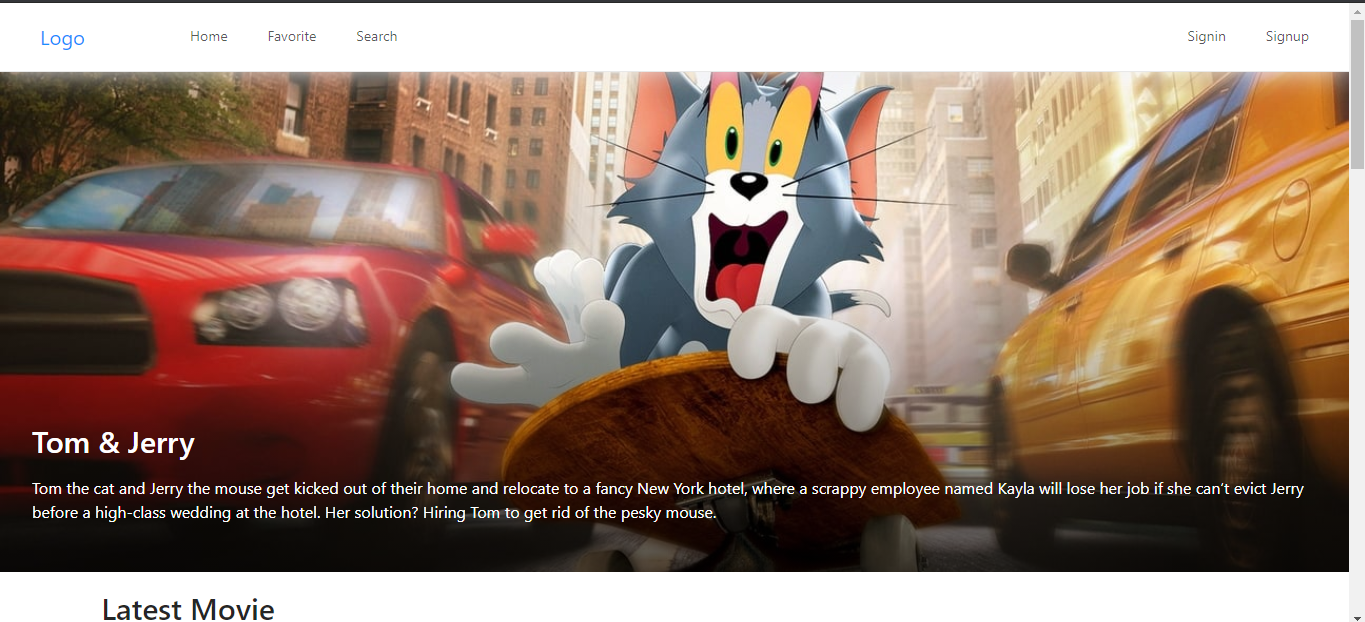 Logo Home Favorite Search Signin Signup
Tom & Jerry
Tom the cat and Jerry the mouse get kicked out of their home and relocate to a fancy New York hotel, where a scrappy employee named Kayla will lose her job if she can’t evict Jerry
before a high-class wedding at the hotel. Her solution? Hiring Tom to get rid of the pesky mouse.
Latest Movie